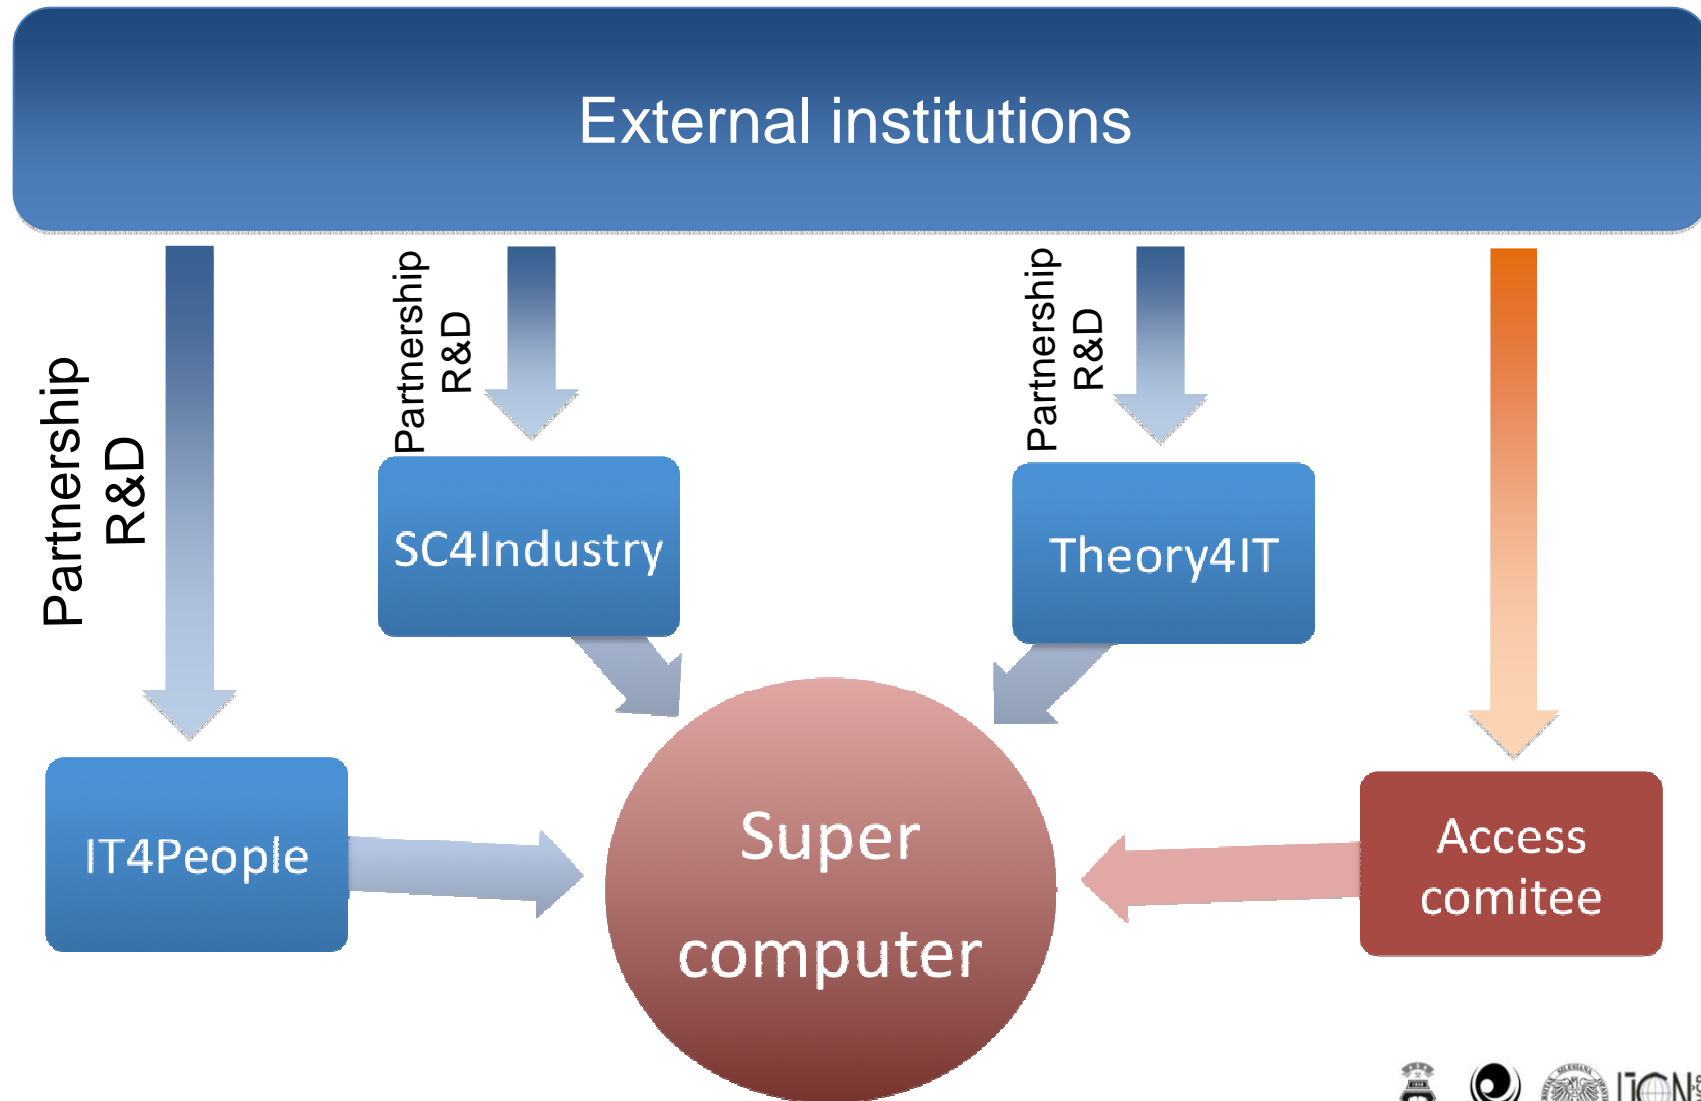 External institutions
Partnership
R&D
Partnership
R&D
Partnership
R&D
SC4Industry
Theory4IT
IT4People
Super
computer
Access
comitee